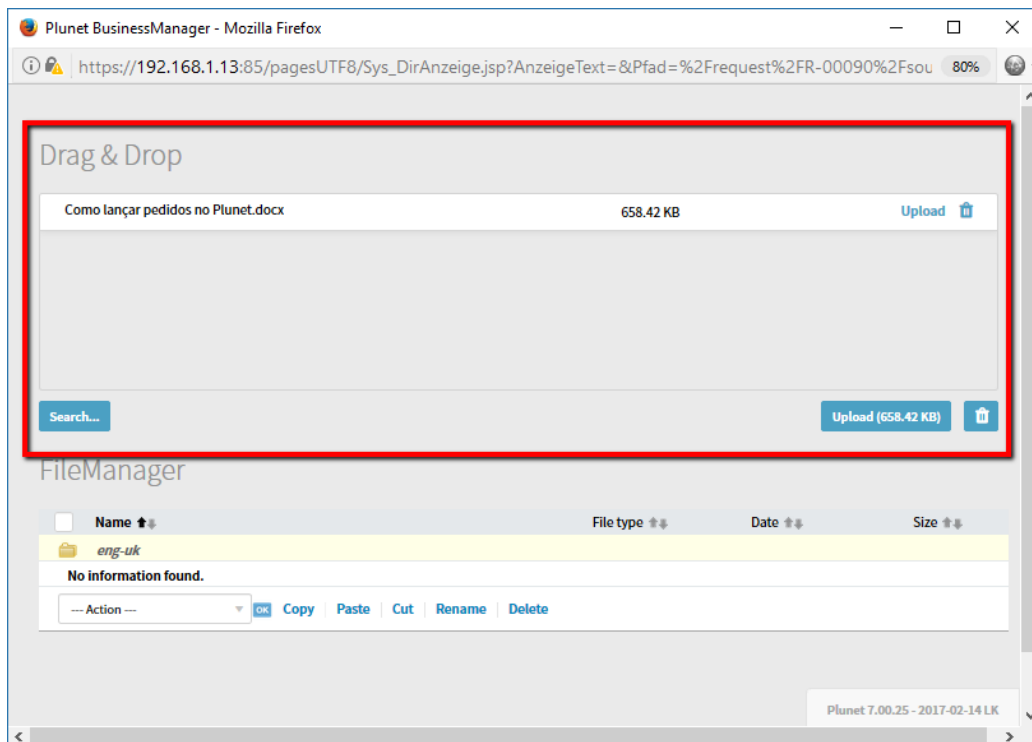 Plunet BusinessManager - Mozilla Firefox
https://192.168.1.13:85/pagesUTF8/Sys_DirAnzeige.jsp?AnzeigeText=&Pfad=%2Frequest%2FR-00090%2Fsou 80%
Drag & Drop
Como lançar pedidos no Plunet.docx 658.42 KB Upload
Search... Upload (658.42 KB)
FileManager
Name File type Date Size
eng-uk
No information found.
--- Action --- OK Copy Paste Cut Rename Delete
Plunet 7.00.25 - 2017-02-14 LK